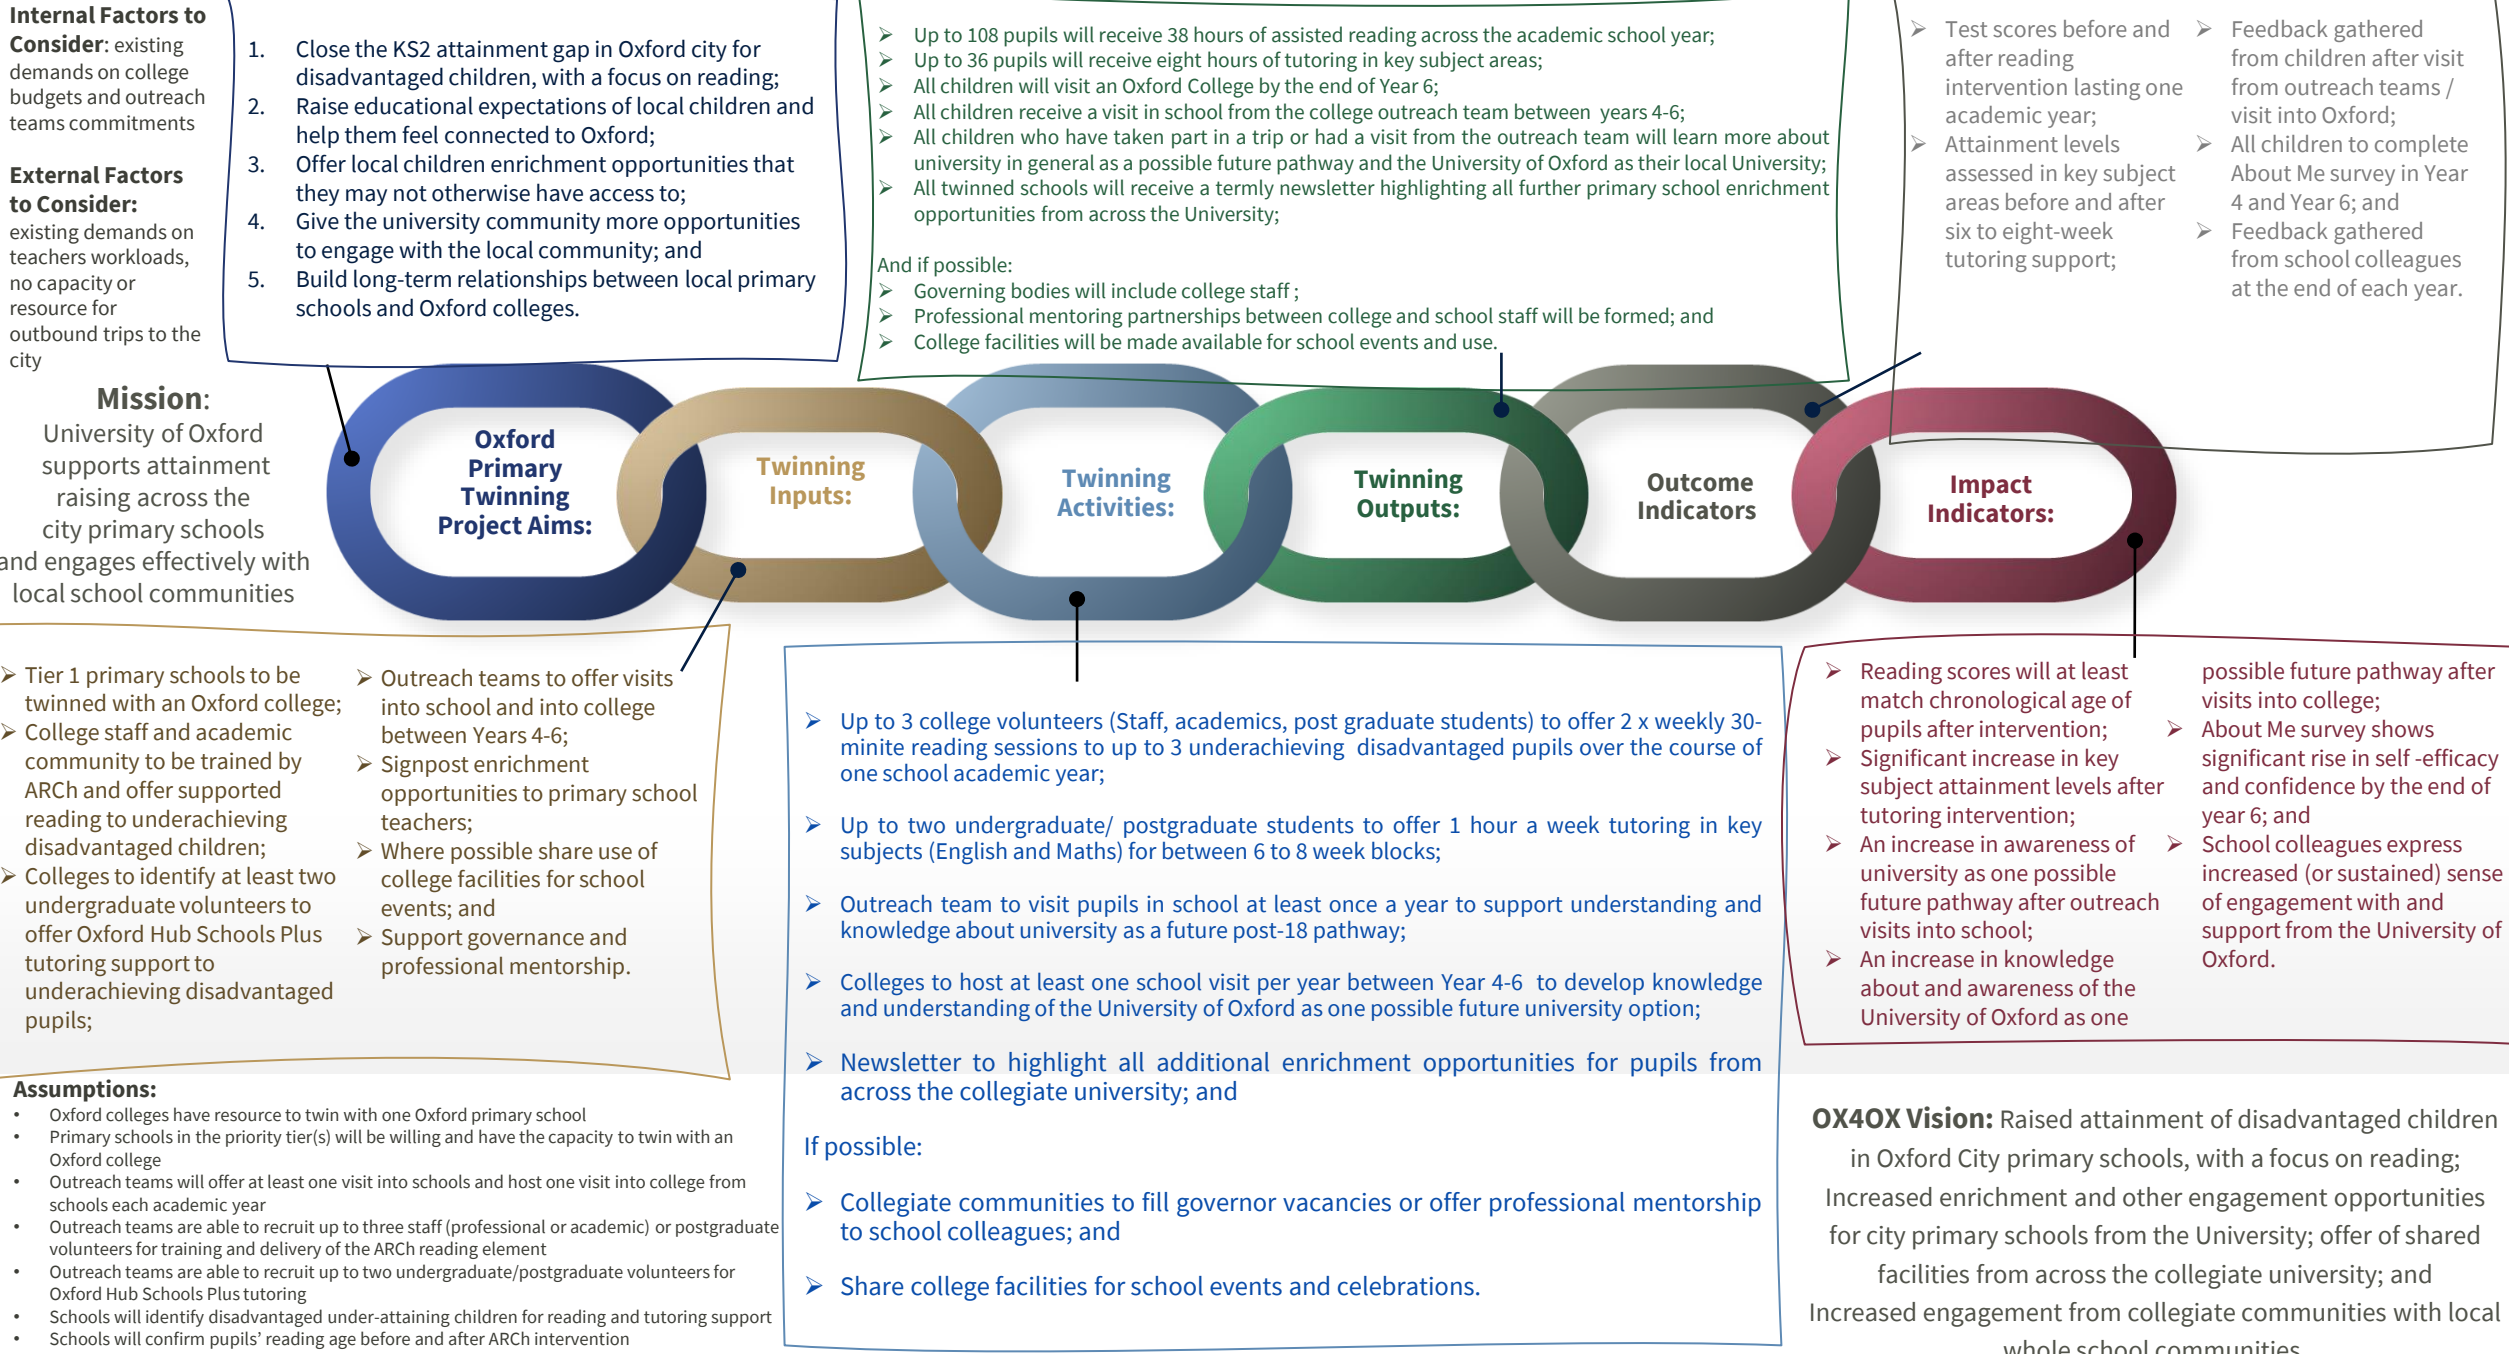 Internal Factors to
Consider: existing
demands on college
budgets and outreach
teams commitments
External Factors
to Consider:
existing demands on
teachers workloads,
no capacity or
resource for
outbound trips to the
city
Mission:
University of Oxford
supports attainment
raising across the
city primary schools
and engages effectively with
local school communities
1. Close the KS2 attainment gap in Oxford city for
disadvantaged children, with a focus on reading;
2. Raise educational expectations of local children and
help them feel connected to Oxford;
3. Offer local children enrichment opportunities that
they may not otherwise have access to;
4. Give the university community more opportunities
to engage with the local community; and
5. Build long-term relationships between local primary
schools and Oxford colleges.
➢ Up to 108 pupils will receive 38 hours of assisted reading across the academic school year;
➢ Up to 36 pupils will receive eight hours of tutoring in key subject areas;
➢ All children will visit an Oxford College by the end of Year 6;
➢ All children receive a visit in school from the college outreach team between years 4-6;
➢ All children who have taken part in a trip or had a visit from the outreach team will learn more about
university in general as a possible future pathway and the University of Oxford as their local University;
➢ All twinned schools will receive a termly newsletter highlighting all further primary school enrichment
opportunities from across the University;
And if possible:
➢ Governing bodies will include college staff ;
➢ Professional mentoring partnerships between college and school staff will be formed; and
➢ College facilities will be made available for school events and use.
➢ Test scores before and
after reading
intervention lasting one
academic year;
➢ Attainment levels
assessed in key subject
areas before and after
six to eight-week
tutoring support;
➢ Feedback gathered
from children after visit
from outreach teams /
visit into Oxford;
➢ All children to complete
About Me survey in Year
4 and Year 6; and
➢ Feedback gathered
from school colleagues
at the end of each year.
Oxford
Primary
Twinning
Project Aims:
Twinning
Inputs:
Twinning
Activities:
Twinning
Outputs:
Outcome
Indicators
Impact
Indicators:
➢ Tier 1 primary schools to be
twinned with an Oxford college;
➢ College staff and academic
community to be trained by
ARCh and offer supported
reading to underachieving
disadvantaged children;
➢ Colleges to identify at least two
undergraduate volunteers to
offer Oxford Hub Schools Plus
tutoring support to
underachieving disadvantaged
pupils;
➢ Outreach teams to offer visits
into school and into college
between Years 4-6;
➢ Signpost enrichment
opportunities to primary school
teachers;
➢ Where possible share use of
college facilities for school
events; and
➢ Support governance and
professional mentorship.
➢ Up to 3 college volunteers (Staff, academics, post graduate students) to offer 2 x weekly 30-
minite reading sessions to up to 3 underachieving disadvantaged pupils over the course of
one school academic year;
➢ Up to two undergraduate/ postgraduate students to offer 1 hour a week tutoring in key
subjects (English and Maths) for between 6 to 8 week blocks;
➢ Outreach team to visit pupils in school at least once a year to support understanding and
knowledge about university as a future post-18 pathway;
➢ Colleges to host at least one school visit per year between Year 4-6 to develop knowledge
and understanding of the University of Oxford as one possible future university option;
➢ Newsletter to highlight all additional enrichment opportunities for pupils from
across the collegiate university; and
If possible:
➢ Collegiate communities to fill governor vacancies or offer professional mentorship
to school colleagues; and
➢ Share college facilities for school events and celebrations.
➢ Reading scores will at least
match chronological age of
pupils after intervention;
➢ Significant increase in key
subject attainment levels after
tutoring intervention;
➢ An increase in awareness of
university as one possible
future pathway after outreach
visits into school;
➢ An increase in knowledge
about and awareness of the
University of Oxford as one
possible future pathway after
visits into college;
➢ About Me survey shows
significant rise in self -efficacy
and confidence by the end of
year 6; and
➢ School colleagues express
increased (or sustained) sense
of engagement with and
support from the University of
Oxford.
Assumptions:
• Oxford colleges have resource to twin with one Oxford primary school
• Primary schools in the priority tier(s) will be willing and have the capacity to twin with an
Oxford college
• Outreach teams will offer at least one visit into schools and host one visit into college from
schools each academic year
• Outreach teams are able to recruit up to three staff (professional or academic) or postgraduate
volunteers for training and delivery of the ARCh reading element
• Outreach teams are able to recruit up to two undergraduate/postgraduate volunteers for
Oxford Hub Schools Plus tutoring
• Schools will identify disadvantaged under-attaining children for reading and tutoring support
• Schools will confirm pupils’ reading age before and after ARCh intervention
OX4OX Vision: Raised attainment of disadvantaged children
in Oxford City primary schools, with a focus on reading;
Increased enrichment and other engagement opportunities
for city primary schools from the University; offer of shared
facilities from across the collegiate university; and
Increased engagement from collegiate communities with local
whole school communities